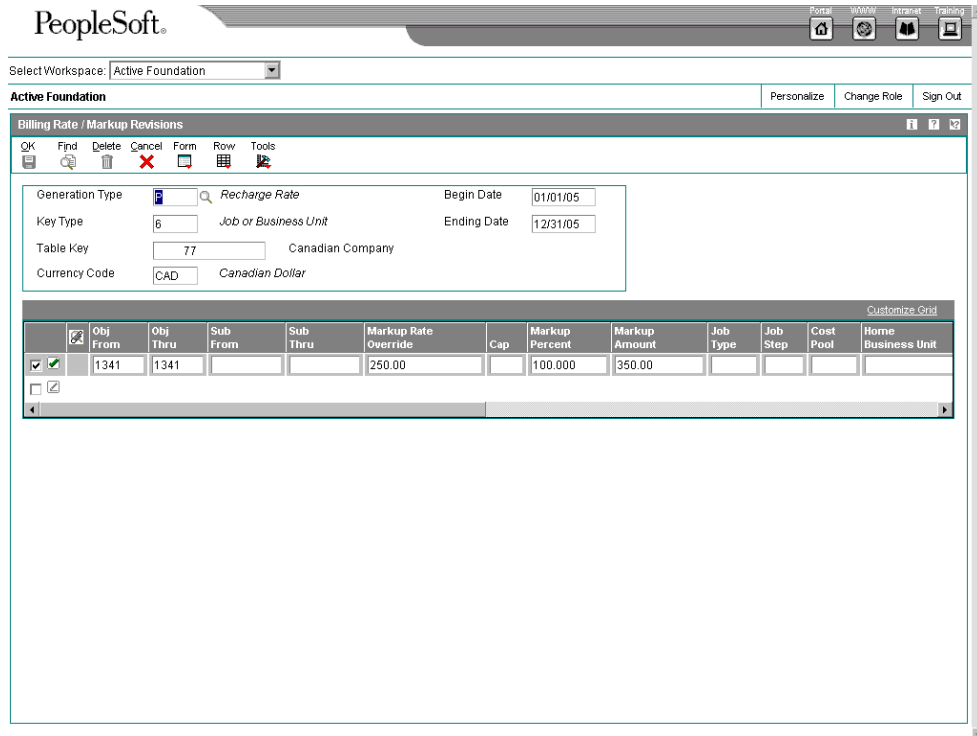 Portal WWW Intranet Training
PeopleSoft.
Select Workspace: Active Foundation
Active Foundation Personalize Change Role Sign Out
Billing Rate / Markup Revisions i ? ?
OK Find Delete Cancel Form Row Tools
Generation Type P Recharge Rate Begin Date 01/01/05
Key Type 6 Job or Business Unit Ending Date 12/31/05
Table Key 77 Canadian Company
Currency Code CAD Canadian Dollar
Customize Grid
Obj Obj Sub Sub Markup Rate Markup Markup Job Job Cost Home
From Thru From Thru Override Cap Percent Amount Type Step Pool Business Unit
1341 1341 250.00 100.000 350.00